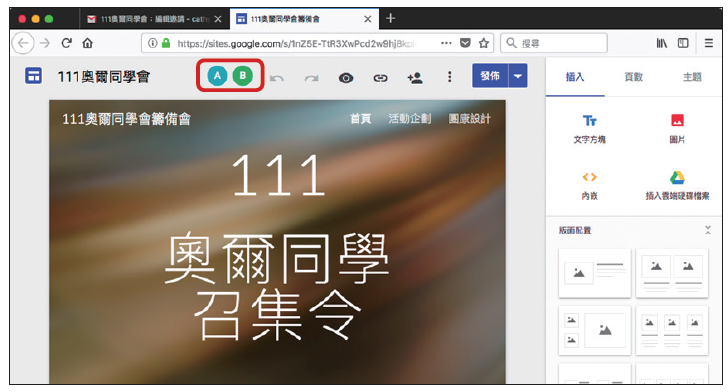 111奧爾同學會：編輯邀請 - cath
111奧爾同學會籌備會
https://sites.google.com/s/1nZ5E-TtR3XwPcd2w9hj8kp
搜尋
111奧爾同學會
A
B
發佈
插入
頁數
主題
111奧爾同學會籌備會
首頁
活動企劃
團康設計
111
奧爾同學
召集令
Tт
文字方塊
圖片
內嵌
插入雲端硬碟檔案
版面配置